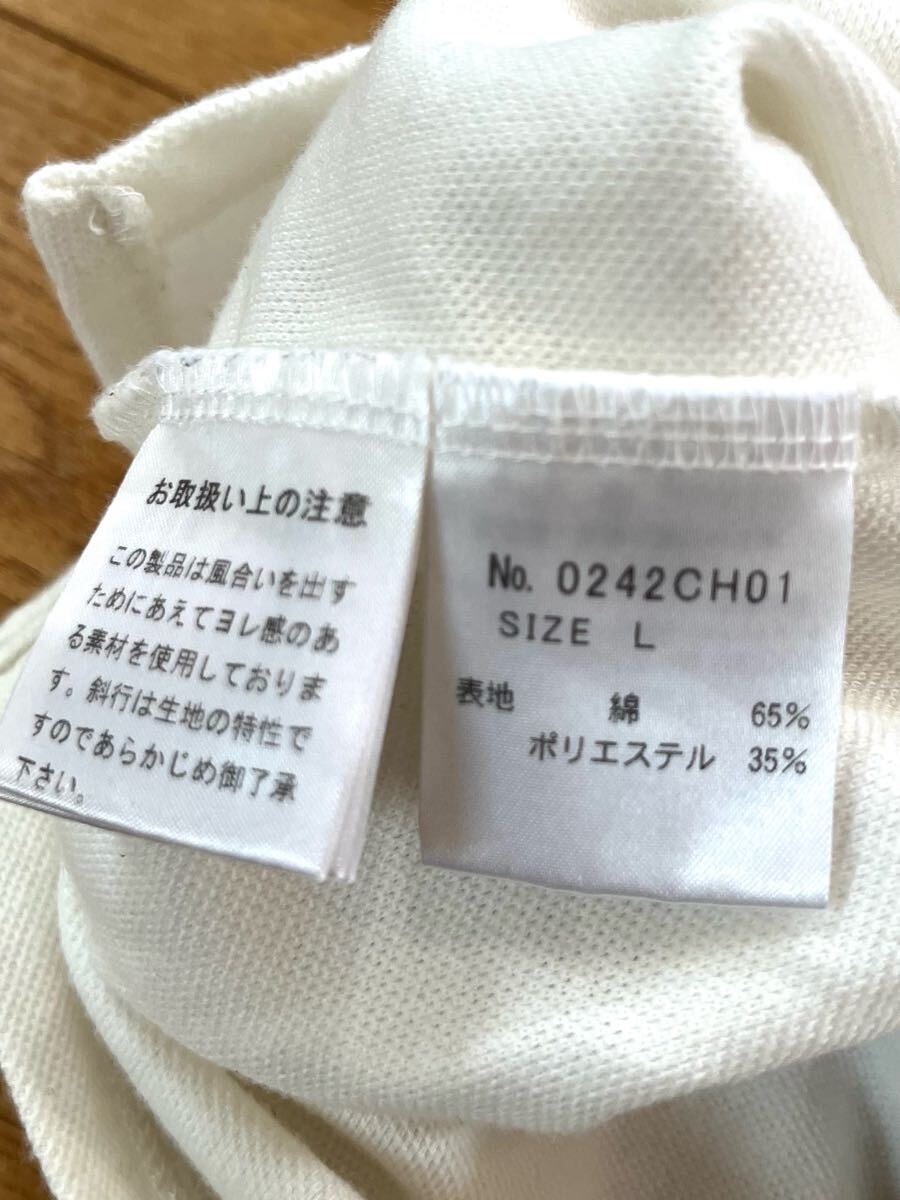 お取扱い上の注意
この製品は風合いを出す
ためにあえてヨレ感のあ
る素材を使用しておりま
す。斜行は生地の特性で
すのであらかじめ御了承
下さい。
No. 0242CH01
SIZE L
表地 綿 65%
ポリエステル 35%